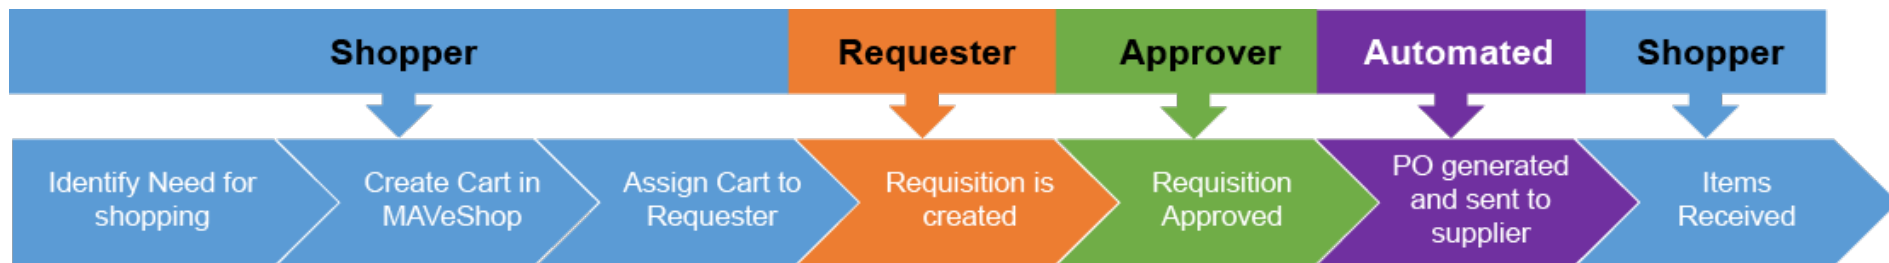 Shopper
Requester
Approver
Automated
Shopper
Identify Need for
shopping
Create Cart in
MAVeShop
Assign Cart to
Requester
Requisition is
created
Requisition
Approved
PO generated
and sent to
supplier
Items
Received